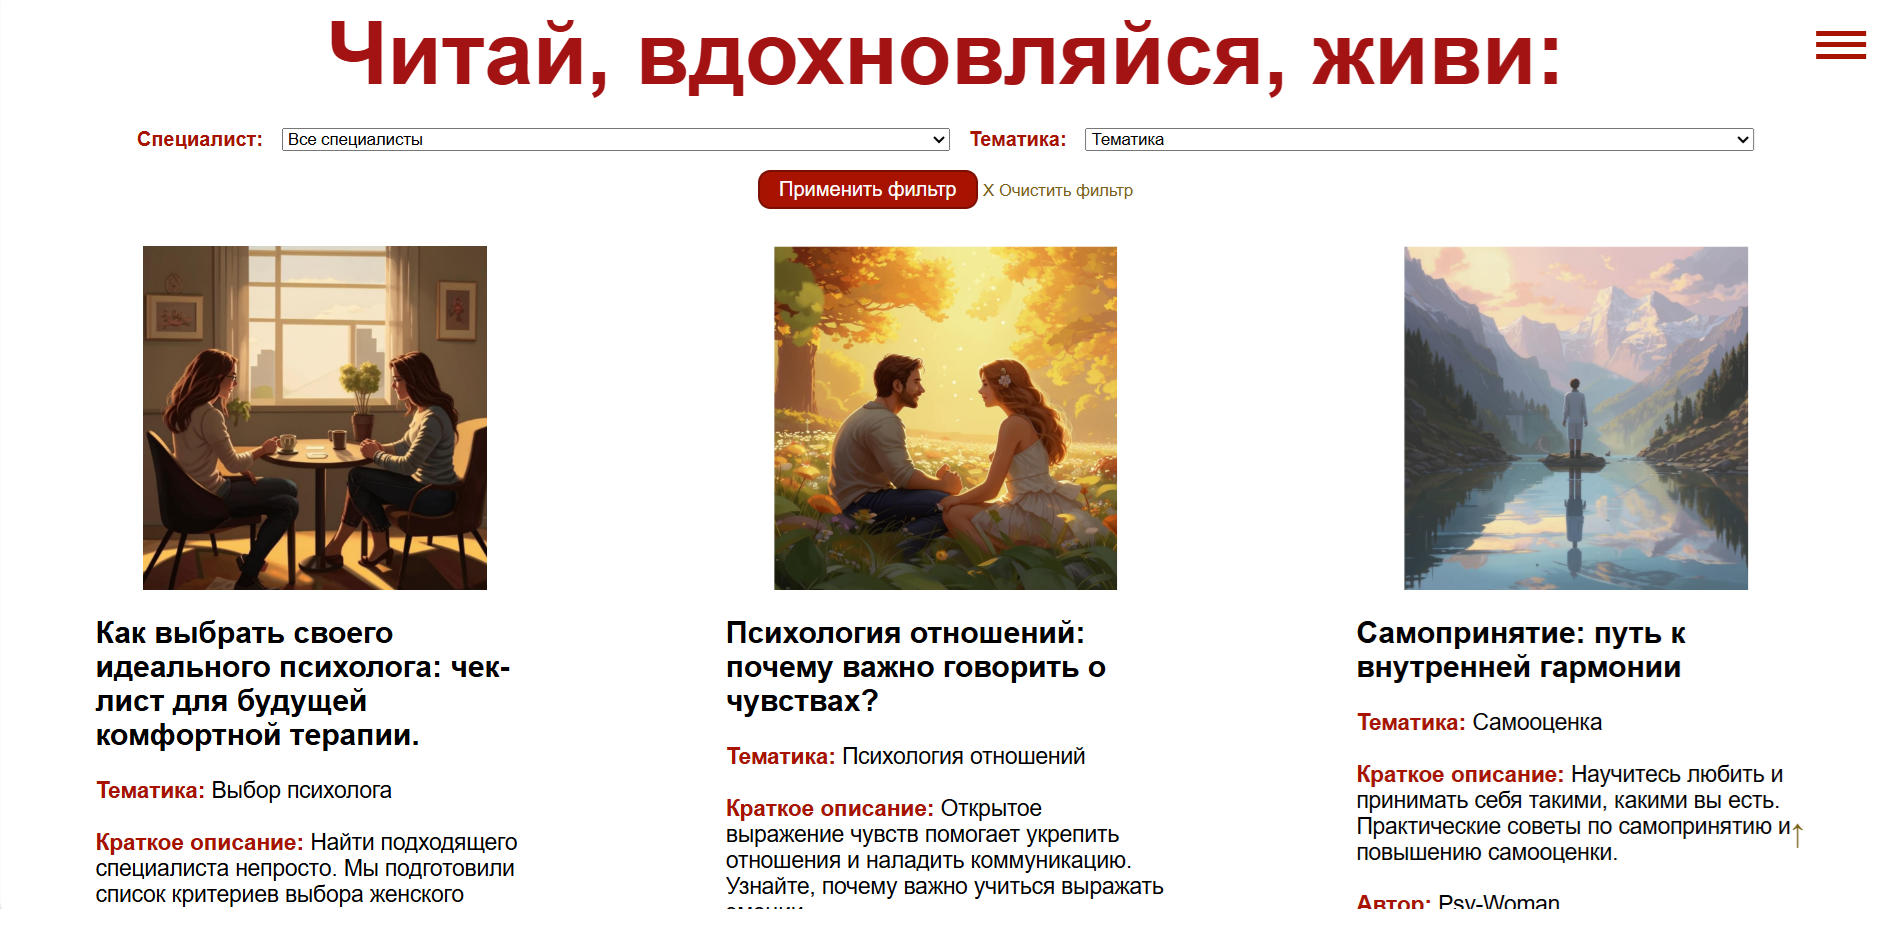 Читай, вдохновляйся, живи:
Специалист: Все специалисты Тематика: Тематика
Применить фильтр X Очистить фильтр
Как выбрать своего
идеального психолога: чек-
лист для будущей
комфортной терапии.
Тематика: Выбор психолога
Краткое описание: Найти подходящего
специалиста непросто. Мы подготовили
список критериев выбора женского
Психология отношений:
почему важно говорить о
чувствах?
Тематика: Психология отношений
Краткое описание: Открытое
выражение чувств помогает укрепить
отношения и наладить коммуникацию.
Узнайте, почему важно учиться выражать
Самопринятие: путь к
внутренней гармонии
Тематика: Самооценка
Краткое описание: Научитесь любить и
принимать себя такими, какими вы есть.
Практические советы по самопринятию и
повышению самооценки.
Автор: Psy-Woman
↑